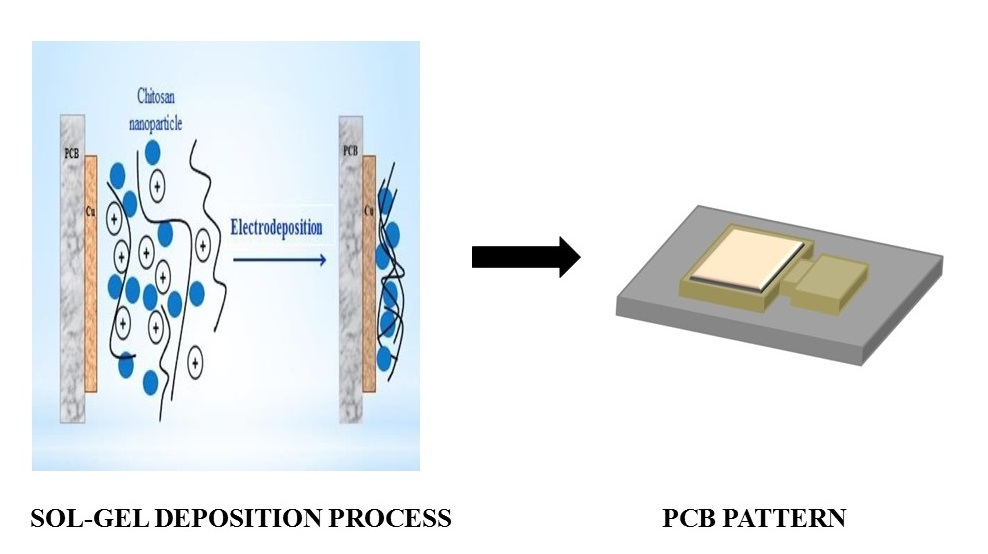 Chitosan
nanoparticle
PCB
Cu
+
+
+
+
+
+
+
+
+
Electrodeposition
PCB
Cu
SOL-GEL DEPOSITION PROCESS
PCB PATTERN